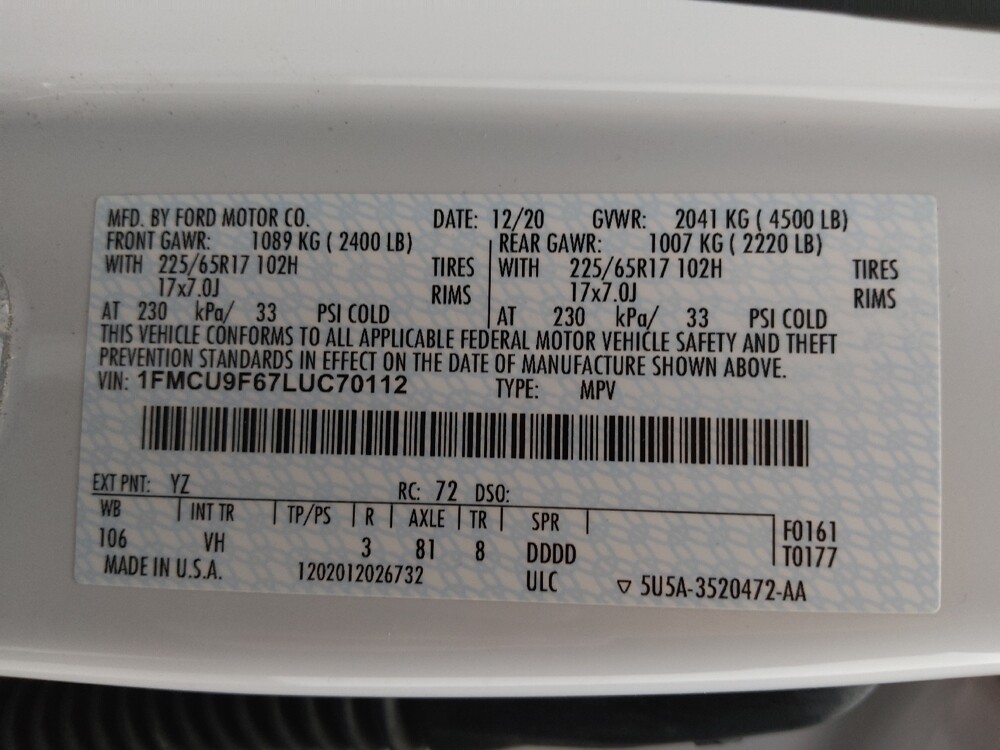 MFD. BY FORD MOTOR CO. DATE: 12/20 GVWR: 2041 KG ( 4500 LB)
FRONT GAWR: 1089 KG ( 2400 LB) REAR GAWR: 1007 KG ( 2220 LB)
WITH 225/65R17 102H TIRES WITH 225/65R17 102H TIRES
17x7.0J RIMS 17x7.0J RIMS
AT 230 kPa/ 33 PSI COLD AT 230 kPa/ 33 PSI COLD
THIS VEHICLE CONFORMS TO ALL APPLICABLE FEDERAL MOTOR VEHICLE SAFETY AND THEFT
PREVENTION STANDARDS IN EFFECT ON THE DATE OF MANUFACTURE SHOWN ABOVE.
VIN: 1FMCU9F67LUC70112 TYPE: MPV
EXT PNT: YZ RC: 72 DSO:
WB INT TR TP/PS R AXLE TR SPR F0161
106 VH 3 81 8 DDDD T0177
MADE IN U.S.A. 1202012026732 ULC ▽ 5U5A-3520472-AA